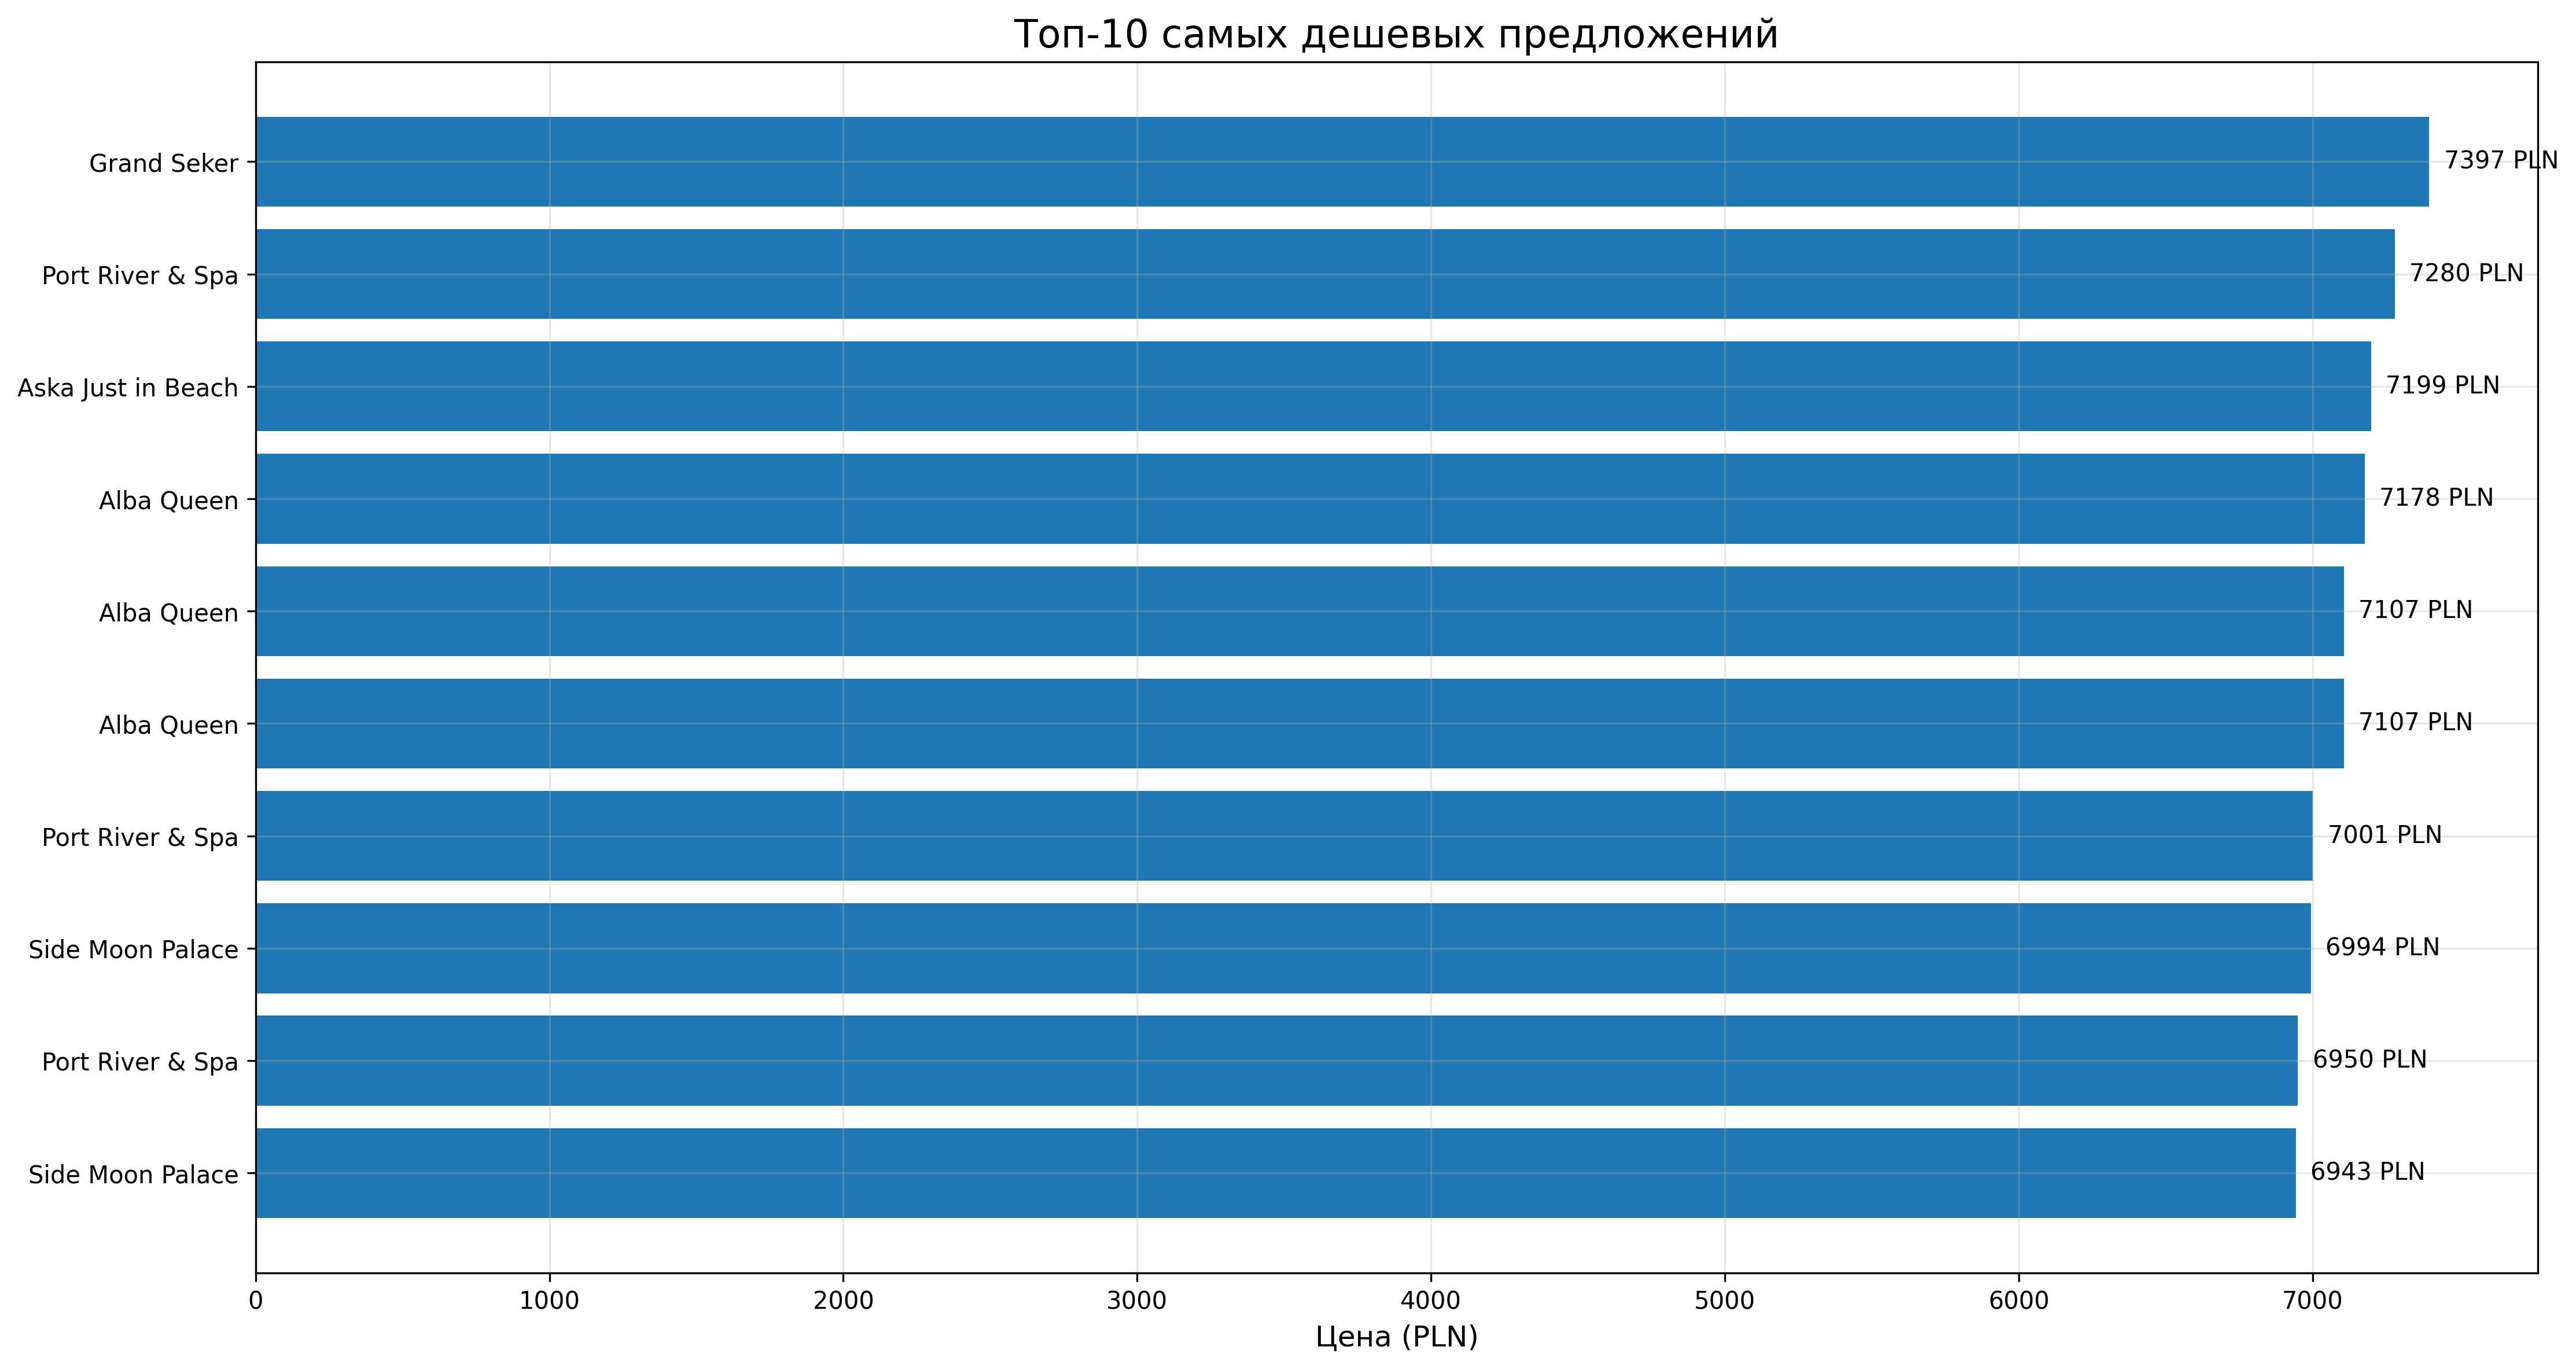 Топ-10 самых дешевых предложений
Grand Seker 7397 PLN
Port River & Spa 7280 PLN
Aska Just in Beach 7199 PLN
Alba Queen 7178 PLN
Alba Queen 7107 PLN
Alba Queen 7107 PLN
Port River & Spa 7001 PLN
Side Moon Palace 6994 PLN
Port River & Spa 6950 PLN
Side Moon Palace 6943 PLN
0 1000 2000 3000 4000 5000 6000 7000
Цена (PLN)